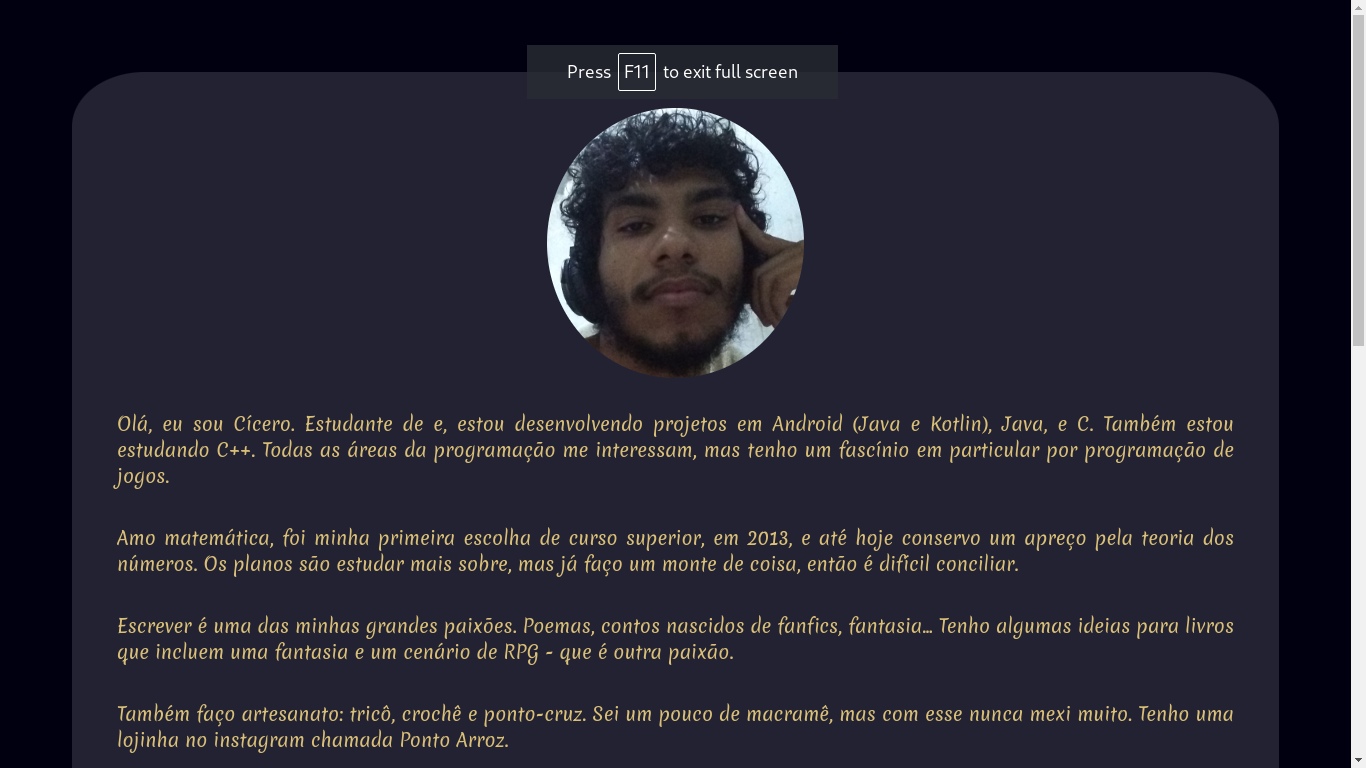 Press F11 to exit full screen
Olá, eu sou Cícero. Estudante de e, estou desenvolvendo projetos em Android (Java e Kotlin), Java, e C. Também estou
estudando C++. Todas as áreas da programação me interessam, mas tenho um fascínio em particular por programação de
jogos.
Amo matemática, foi minha primeira escolha de curso superior, em 2013, e até hoje conservo um apreço pela teoria dos
números. Os planos são estudar mais sobre, mas já faço um monte de coisa, então é difícil conciliar.
Escrever é uma das minhas grandes paixões. Poemas, contos nascidos de fanfics, fantasia... Tenho algumas ideias para livros
que incluem uma fantasia e um cenário de RPG - que é outra paixão.
Também faço artesanato: tricô, crochê e ponto-cruz. Sei um pouco de macramê, mas com esse nunca mexi muito. Tenho uma
lojinha no instagram chamada Ponto Arroz.